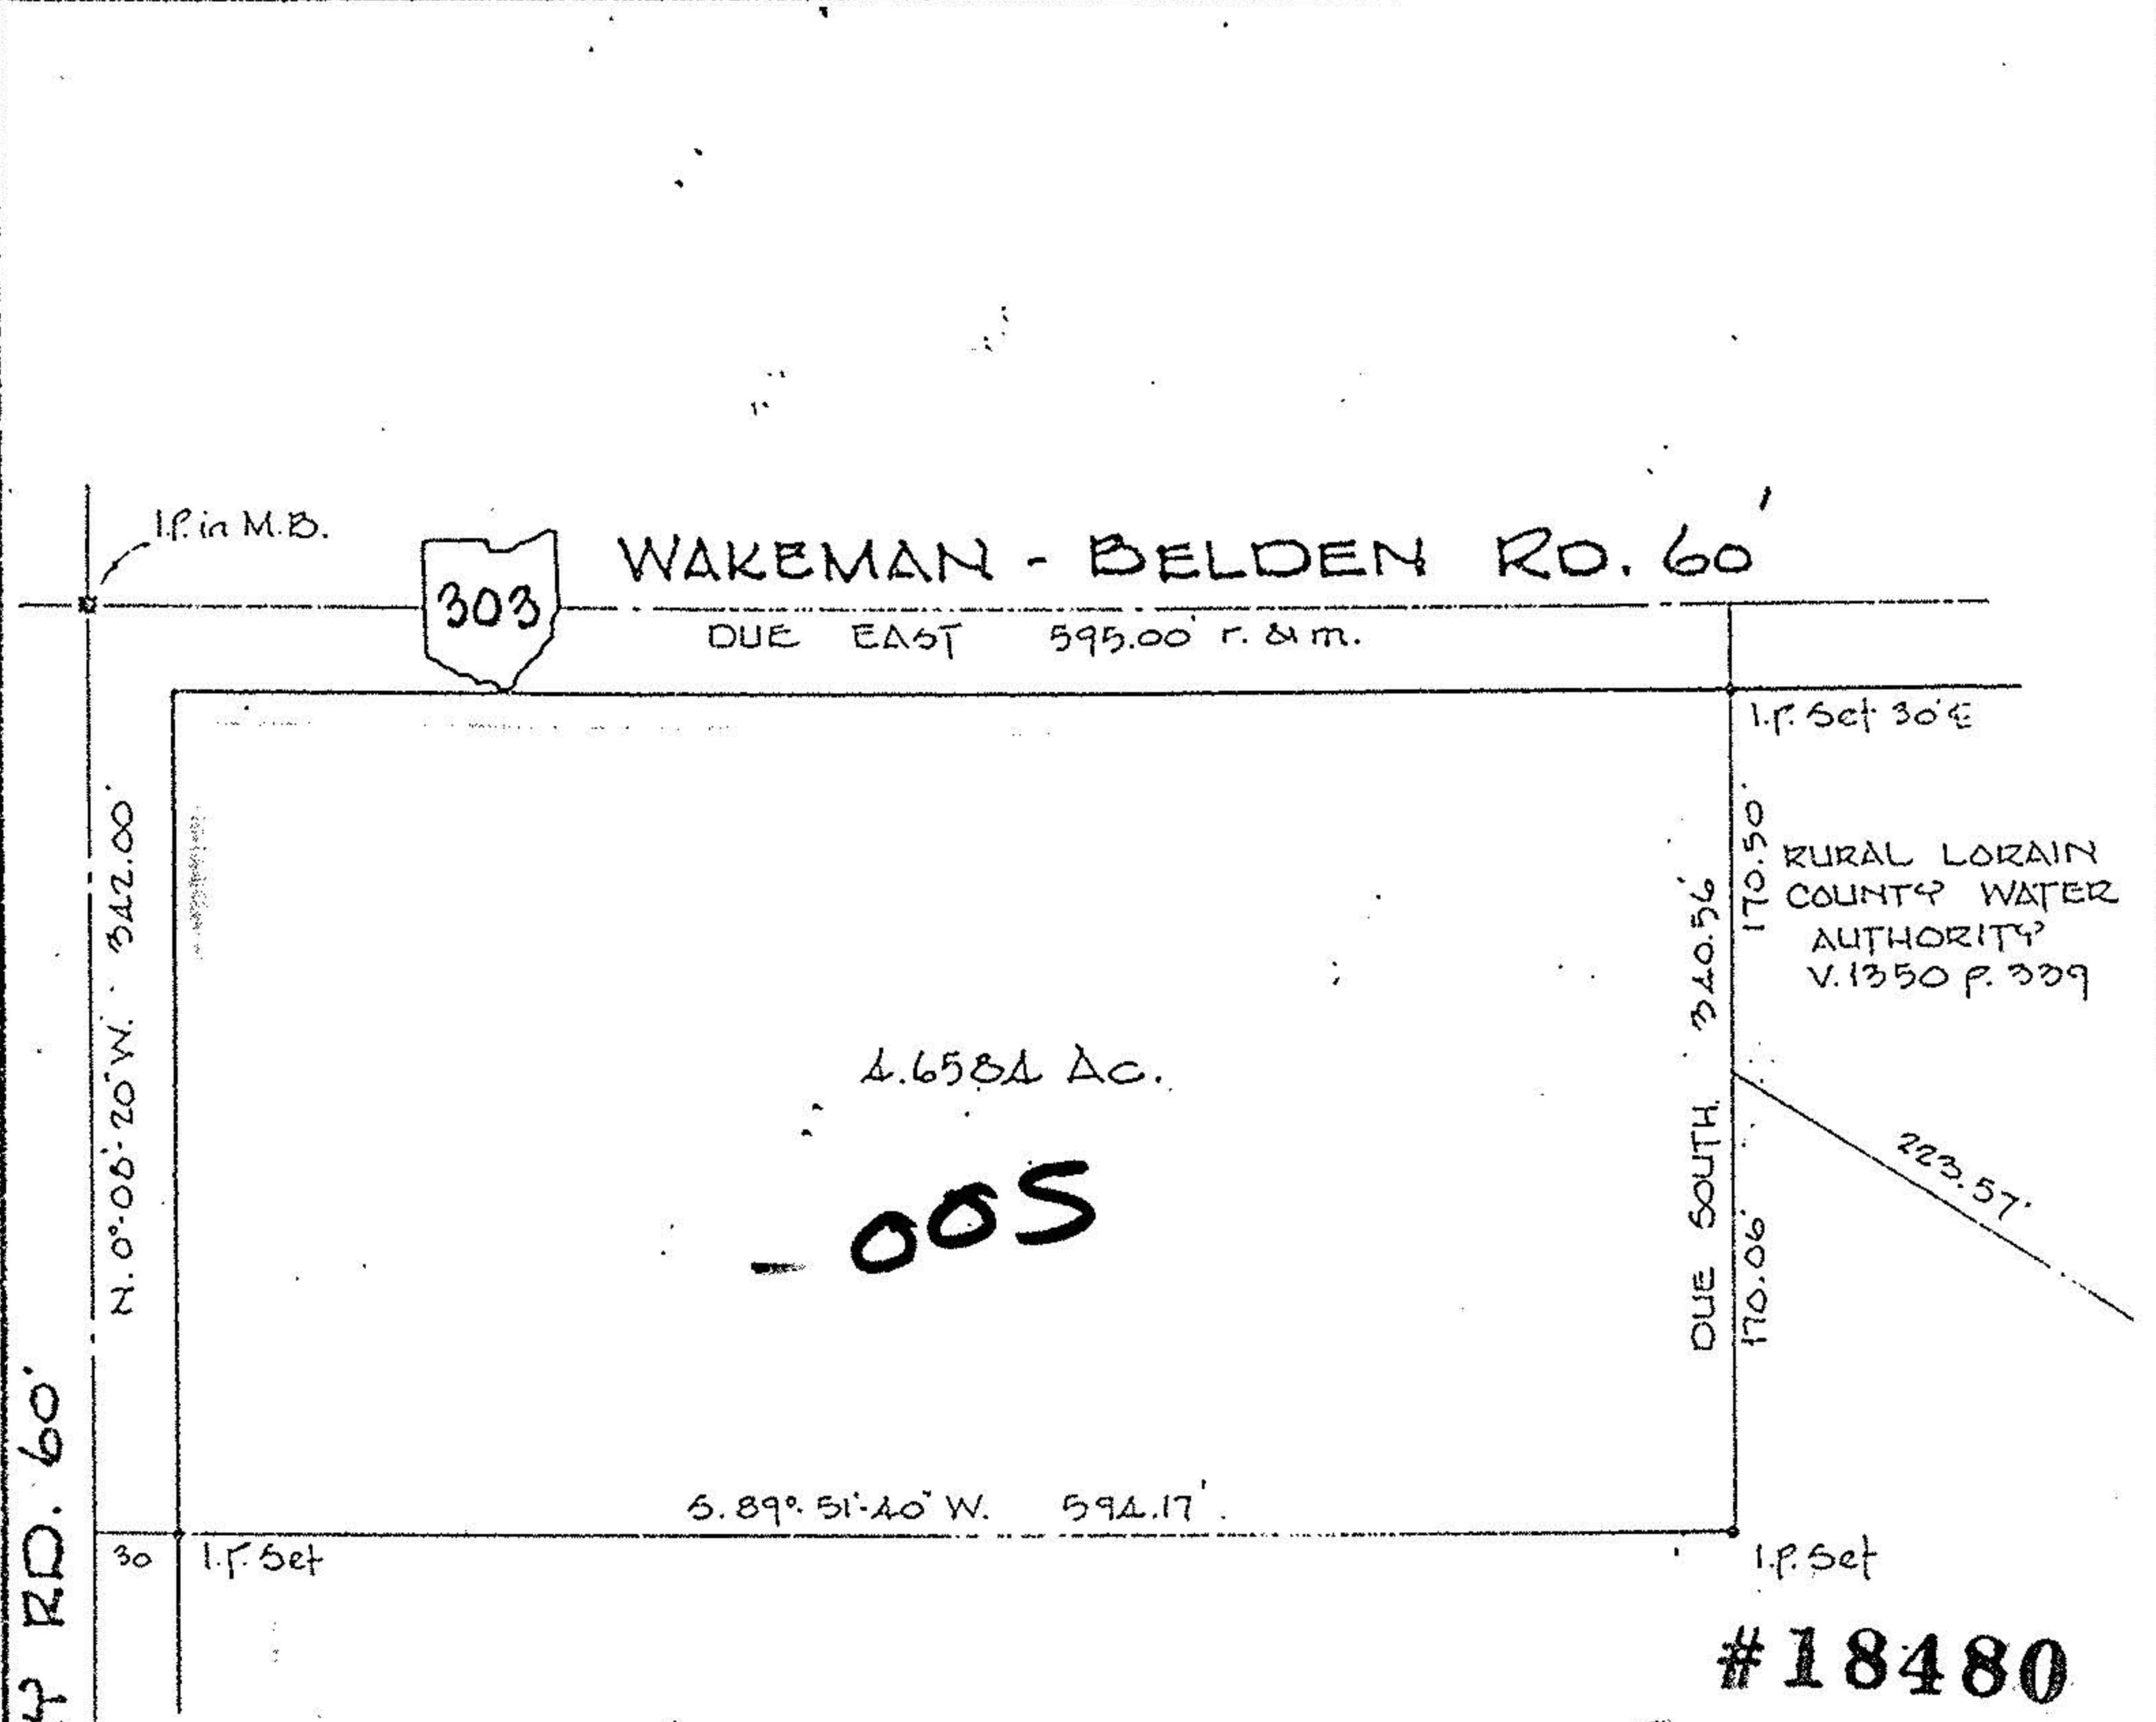 I.P. in M.B.
303
WAKEMAN - BELDEN RD. 60'
DUE EAST 595.00' r. & m.
I.P. Set 30' ℄
N. 0°-08'-20" W. 342.00'
170.50'
RURAL LORAIN
COUNTY WATER
AUTHORITY
V. 1350 P. 339
DUE SOUTH. 340.56'
4.6584 AC.
- 005
223.57'
170.06'
RD. 60'
S. 89°-51'-40" W. 594.17'
30
I.P. Set
I.P. Set
#18480